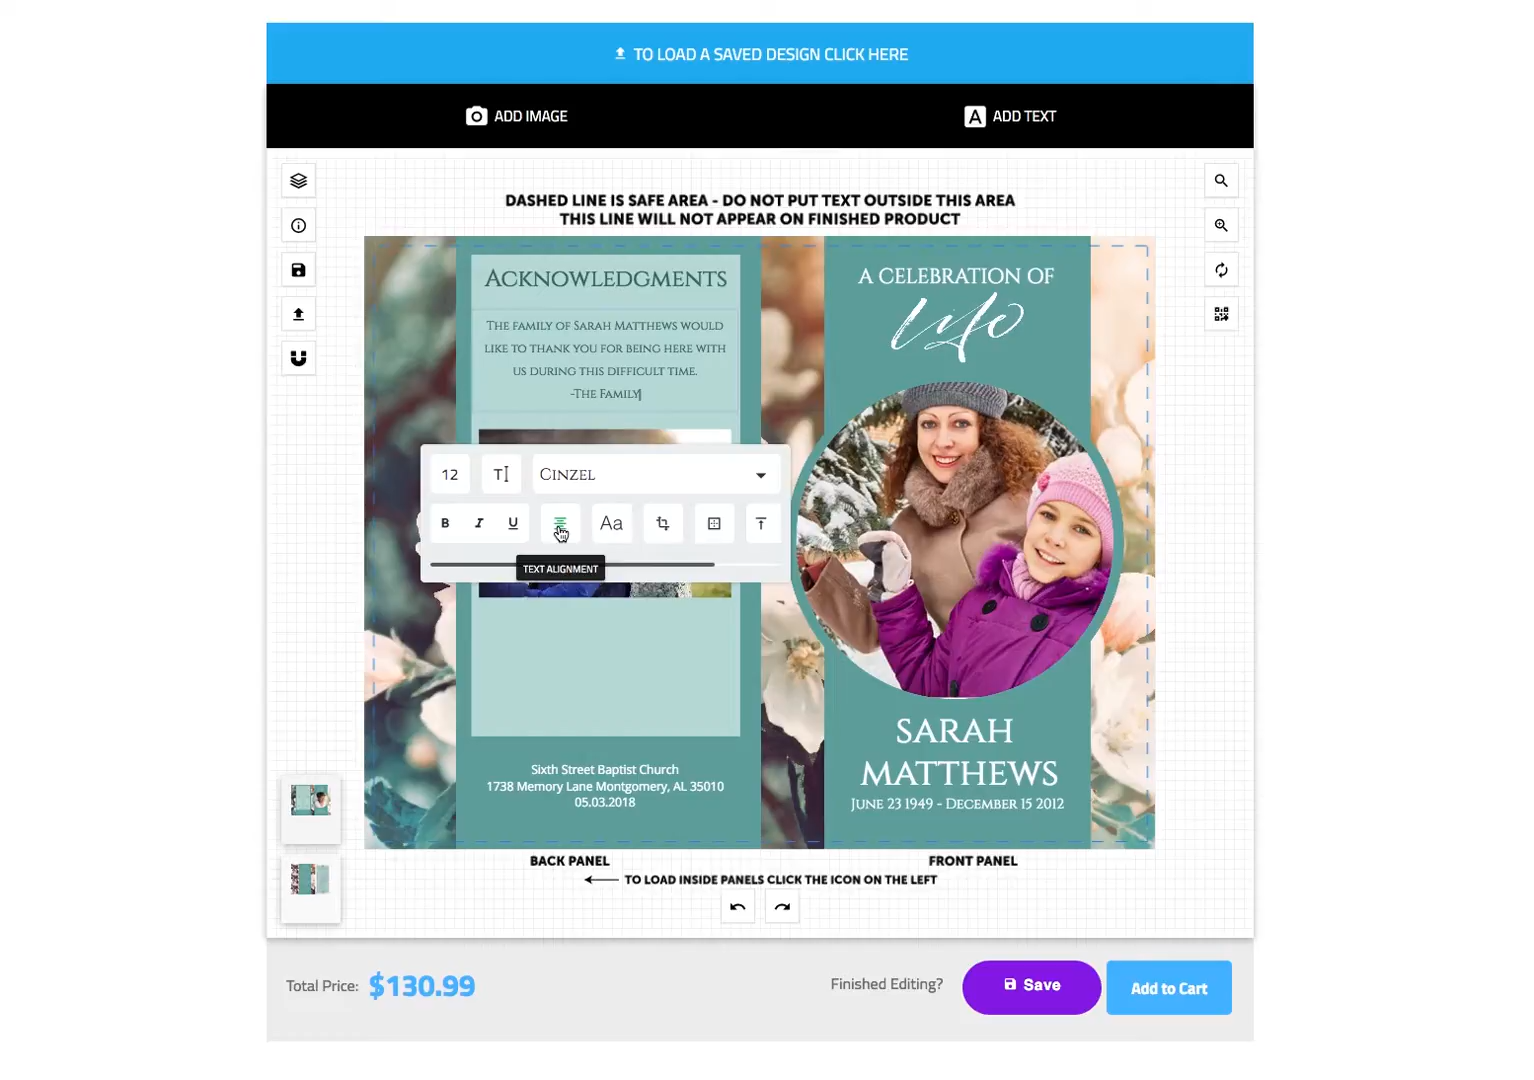 TO LOAD A SAVED DESIGN CLICK HERE
ADD IMAGE
ADD TEXT
DASHED LINE IS SAFE AREA - DO NOT PUT TEXT OUTSIDE THIS AREA
THIS LINE WILL NOT APPEAR ON FINISHED PRODUCT
Acknowledgments
The family of Sarah Matthews would
like to thank you for being here with
us during this difficult time.
-The Family
12
Cinzel
B I U
Aa
TEXT ALIGNMENT
Sixth Street Baptist Church
1738 Memory Lane Montgomery, AL 35010
05.03.2018
A CELEBRATION OF
Life
SARAH
MATTHEWS
June 23 1949 - December 15 2012
BACK PANEL
FRONT PANEL
TO LOAD INSIDE PANELS CLICK THE ICON ON THE LEFT
Total Price: $130.99
Finished Editing?
Save
Add to Cart